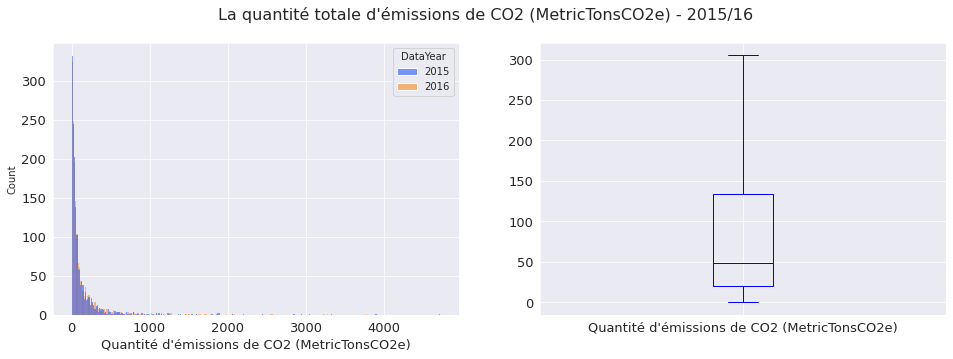 La quantité totale d'émissions de CO2 (MetricTonsCO2e) - 2015/16
DataYear
2015
2016
300
250
200
150
100
50
0
Count
0 1000 2000 3000 4000
Quantité d'émissions de CO2 (MetricTonsCO2e)
300
250
200
150
100
50
0
Quantité d'émissions de CO2 (MetricTonsCO2e)